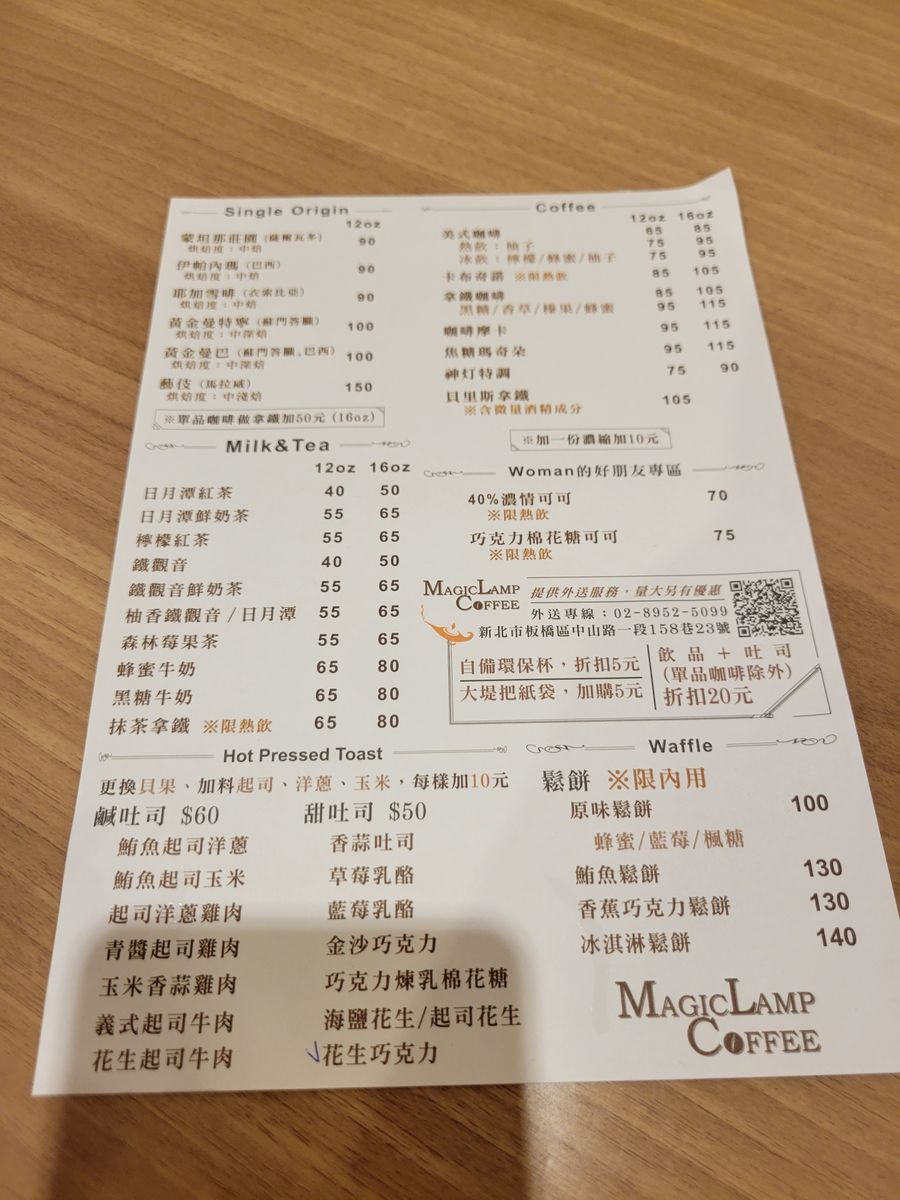 Single Origin
12oz
蒙坦那莊園（薩爾瓦多） 90
烘焙度：中焙
伊帕內瑪（巴西） 90
烘焙度：中焙
耶加雪啡（衣索比亞） 90
烘焙度：中焙
黃金曼特寧（蘇門答臘） 100
烘焙度：中深焙
黃金曼巴（蘇門答臘、巴西） 100
烘焙度：中深焙
藝伎（馬拉威） 150
烘焙度：中淺焙
※單品咖啡做拿鐵加50元（16oz）
Coffee
12oz 16oz
美式咖啡 65 85
熱飲：柚子 75 95
冰飲：檸檬/蜂蜜/柚子 75 95
卡布奇諾 ※限熱飲 85 105
拿鐵咖啡 85 105
黑糖/香草/榛果/蜂蜜 95 115
咖啡摩卡 95 115
焦糖瑪奇朵 95 115
神灯特調 75 90
貝里斯拿鐵 105
※含微量酒精成分
※加一份濃縮加10元
Milk&Tea
12oz 16oz
日月潭紅茶 40 50
日月潭鮮奶茶 55 65
檸檬紅茶 55 65
鐵觀音 40 50
鐵觀音鮮奶茶 55 65
柚香鐵觀音/日月潭 55 65
森林莓果茶 55 65
蜂蜜牛奶 65 80
黑糖牛奶 65 80
抹茶拿鐵 ※限熱飲 65 80
Woman的好朋友專區
40%濃情可可 70
※限熱飲
巧克力棉花糖可可 75
※限熱飲
MAGICLAMP
COFFEE
提供外送服務，量大另有優惠
外送專線：02-8952-5099
新北市板橋區中山路一段158巷23號
自備環保杯，折扣5元
大堤把紙袋，加購5元
飲品＋吐司
(單品咖啡除外)
折扣20元
Hot Pressed Toast
更換貝果、加料起司、洋蔥、玉米，每樣加10元
鹹吐司 $60
鮪魚起司洋蔥
鮪魚起司玉米
起司洋蔥雞肉
青醬起司雞肉
玉米香蒜雞肉
義式起司牛肉
花生起司牛肉
甜吐司 $50
香蒜吐司
草莓乳酪
藍莓乳酪
金沙巧克力
巧克力煉乳棉花糖
海鹽花生/起司花生
花生巧克力
Waffle
鬆餅 ※限內用
原味鬆餅 100
蜂蜜/藍莓/楓糖
鮪魚鬆餅 130
香蕉巧克力鬆餅 130
冰淇淋鬆餅 140
MAGICLAMP
COFFEE